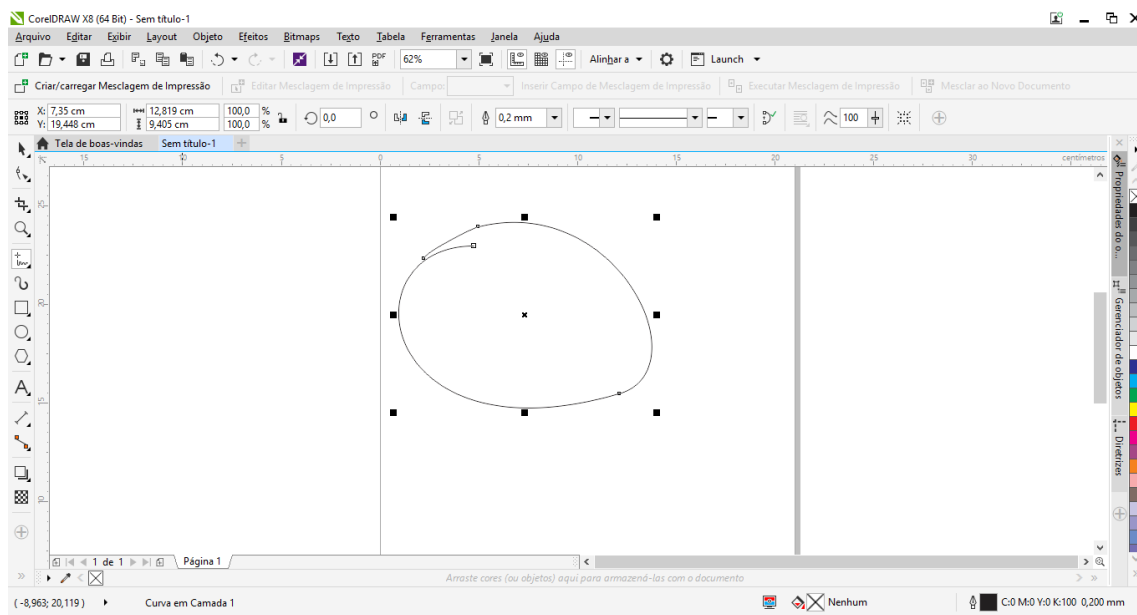 CorelDRAW X8 (64 Bit) - Sem título-1
Arquivo Editar Exibir Layout Objeto Efeitos Bitmaps Texto Tabela Ferramentas Janela Ajuda
PDF 62% Alinhar a Launch
Criar/carregar Mesclagem de Impressão Editar Mesclagem de Impressão Campo: Inserir Campo de Mesclagem de Impressão Executar Mesclagem de Impressão Mesclar ao Novo Documento
X: 7,35 cm 12,819 cm 100,0 % 0,0 ° 0,2 mm 100
Y: 19,448 cm 9,405 cm 100,0 %
Tela de boas-vindas Sem título-1
15 10 5 0 5 10 15 20 25 30 centímetros
25
20
15
10
Propriedades do o...
Gerenciador de objetos
Diretrizes
1 de 1 Página 1
Arraste cores (ou objetos) aqui para armazená-las com o documento
( -8,963; 20,119 ) Curva em Camada 1 Nenhum C:0 M:0 Y:0 K:100 0,200 mm